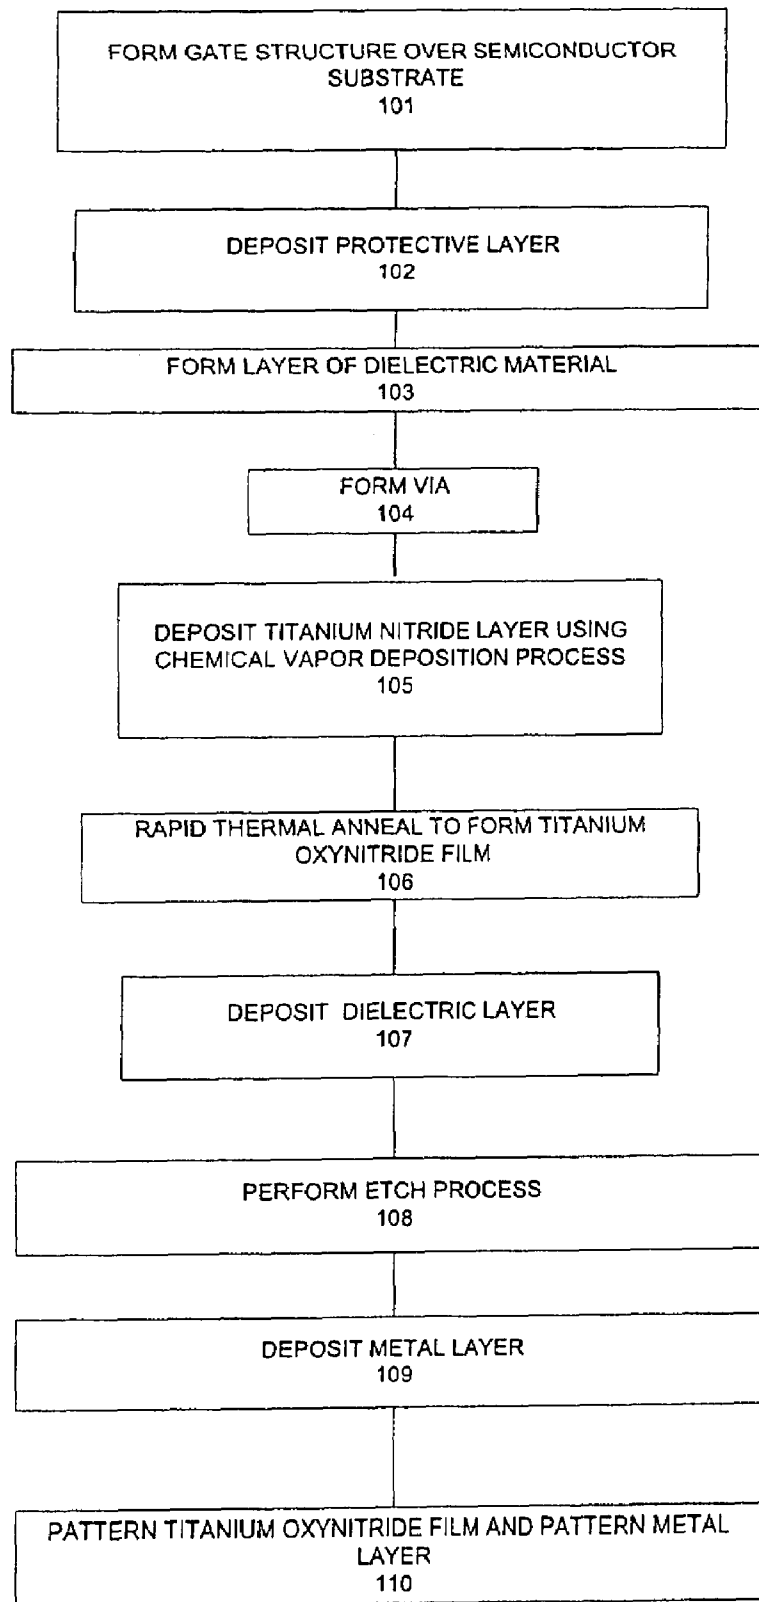 FORM GATE STRUCTURE OVER SEMICONDUCTOR
SUBSTRATE
101
DEPOSIT PROTECTIVE LAYER
102
FORM LAYER OF DIELECTRIC MATERIAL
103
FORM VIA
104
DEPOSIT TITANIUM NITRIDE LAYER USING
CHEMICAL VAPOR DEPOSITION PROCESS
105
RAPID THERMAL ANNEAL TO FORM TITANIUM
OXYNITRIDE FILM
106
DEPOSIT DIELECTRIC LAYER
107
PERFORM ETCH PROCESS
108
DEPOSIT METAL LAYER
109
PATTERN TITANIUM OXYNITRIDE FILM AND PATTERN METAL
LAYER
110